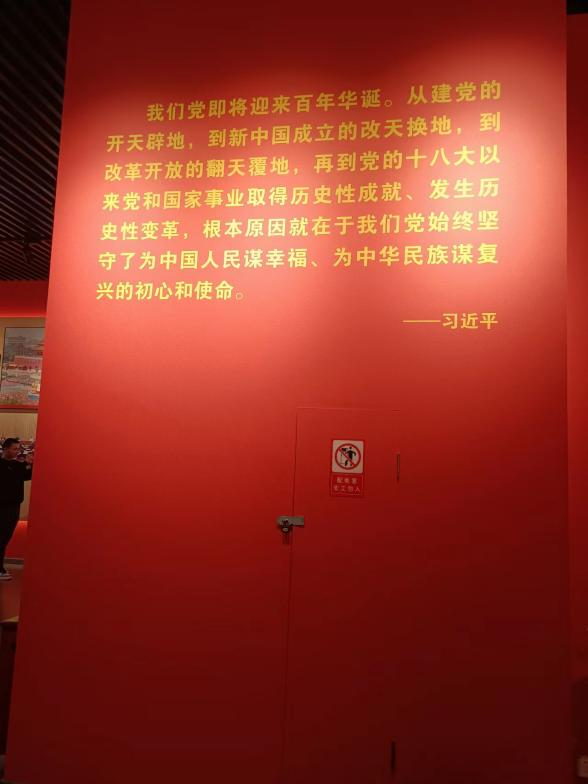 我们党即将迎来百年华诞。从建党的
开天辟地，到新中国成立的改天换地，到
改革开放的翻天覆地，再到党的十八大以
来党和国家事业取得历史性成就、发生历
史性变革，根本原因就在于我们党始终坚
守了为中国人民谋幸福、为中华民族谋复
兴的初心和使命。
——习近平
配电室